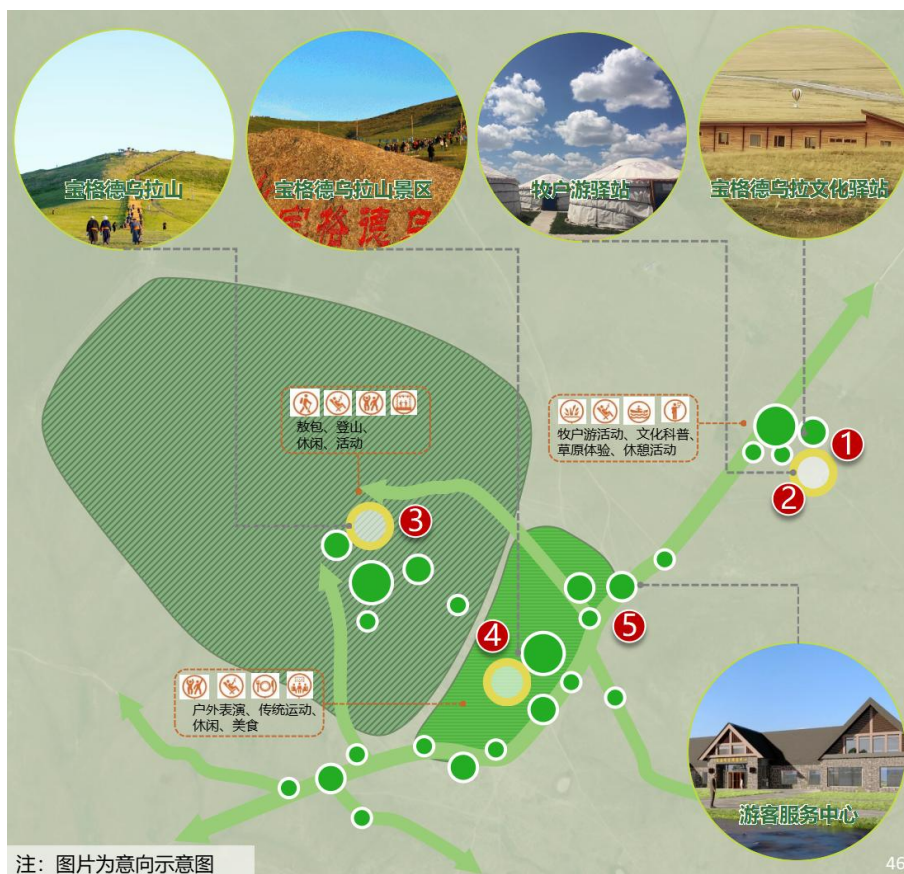 宝格德乌拉山
宝格德乌拉山景区
牧户游驿站
宝格德乌拉文化驿站
宝格德乌
敖包、登山、
休闲、活动
牧户游活动、文化科普、
草原体验、休憩活动
1
2
3
4
5
户外表演、传统运动、
休闲、美食
游客服务中心
注：图片为意向示意图
46